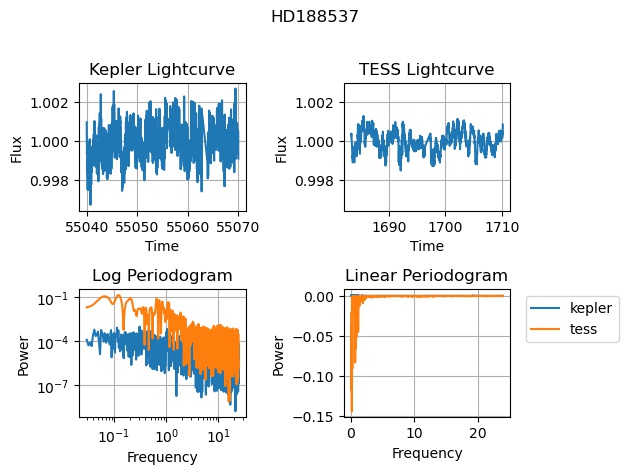 HD188537
Kepler Lightcurve
TESS Lightcurve
1.002
1.000
0.998
Flux
55040
55050
55060
55070
Time
1.002
1.000
0.998
Flux
1690
1700
1710
Time
Log Periodogram
Linear Periodogram
10⁻¹
10⁻⁴
10⁻⁷
Power
10⁻¹
10⁰
10¹
Frequency
0.00
−0.05
−0.10
−0.15
Power
0
20
Frequency
kepler
tess